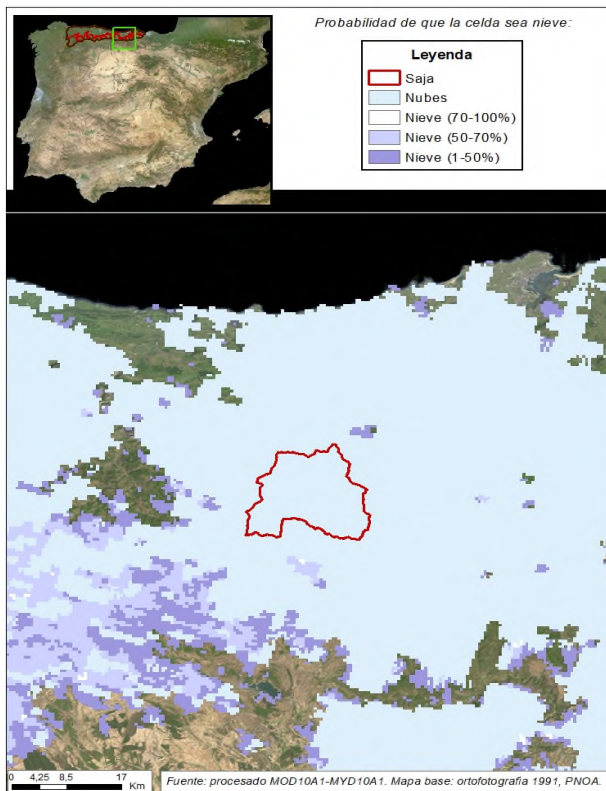 Probabilidad de que la celda sea nieve:
Leyenda
Saja
Nubes
Nieve (70-100%)
Nieve (50-70%)
Nieve (1-50%)
0 4,25 8,5 17
Km
Fuente: procesado MOD10A1-MYD10A1. Mapa base: ortofotografia 1991, PNOA.